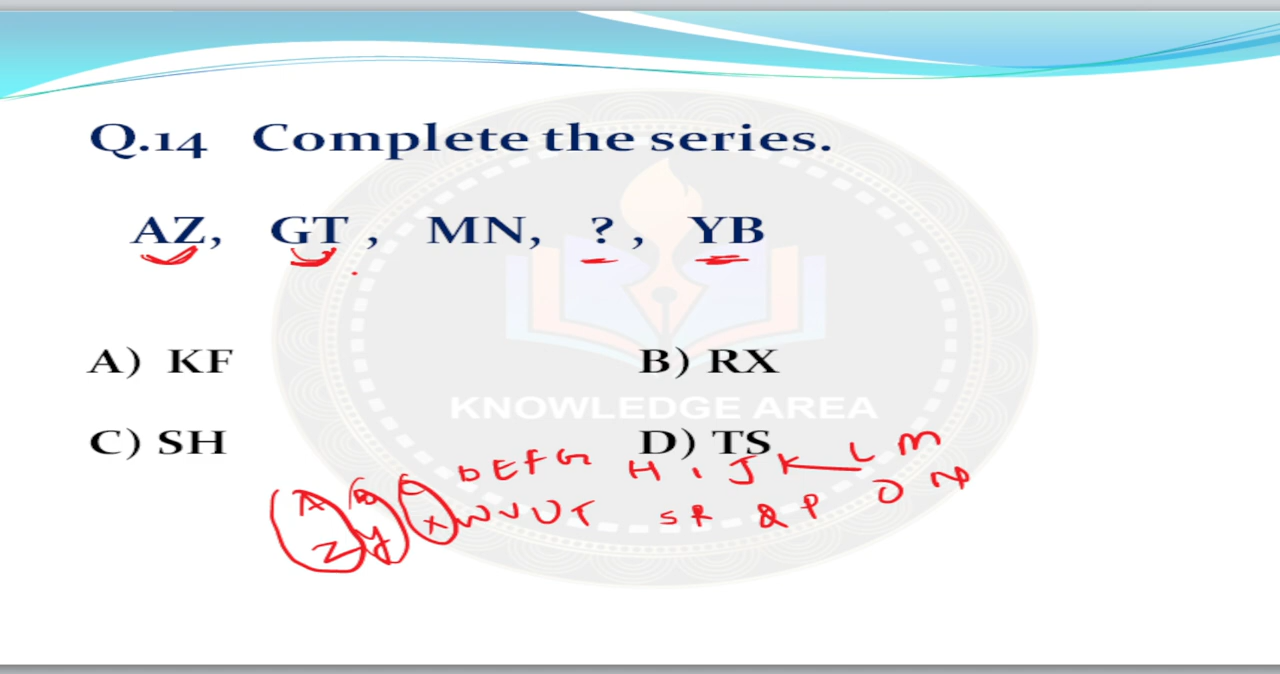 Q.14 Complete the series.
AZ, GT , MN, ? , YB
A) KF B) RX
KNOWLEDGE AREA
C) SH D) TS
A B C D E F G H I J K L M
Z Y X W V U T S R Q P O N